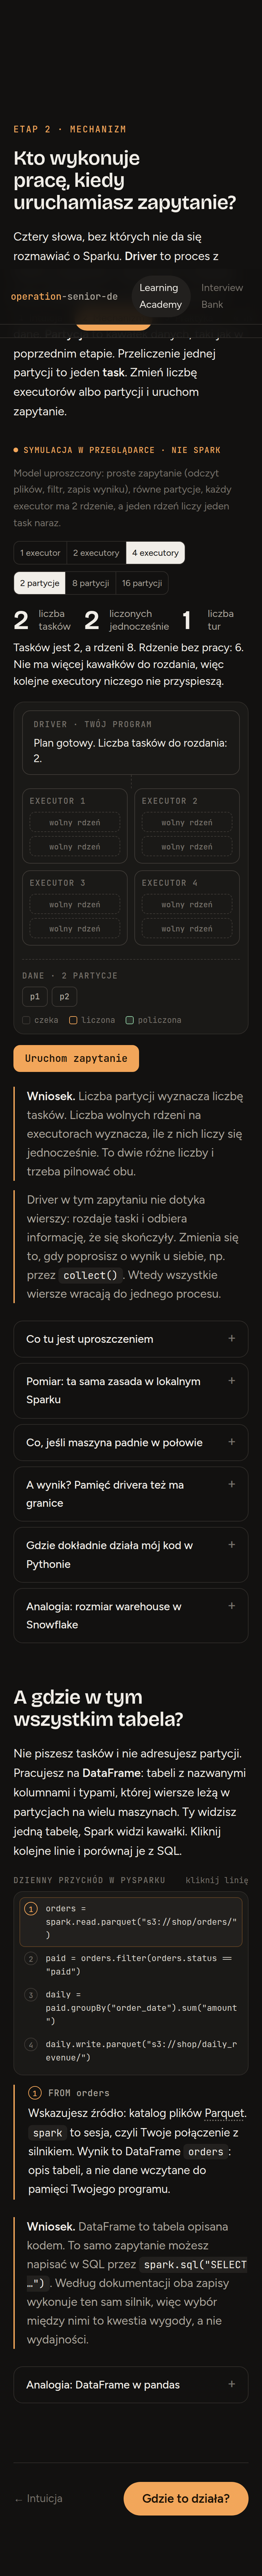 ETAP 2 · MECHANIZM
Kto wykonuje
pracę, kiedy
uruchamiasz zapytanie?
Cztery słowa, bez których nie da się
rozmawiać o Sparku. Driver to proces z
operation-senior-de
Learning
Academy
Interview
Bank
poprzednim etapie. Przeliczenie jednej
partycji to jeden task. Zmień liczbę
executorów albo partycji i uruchom
zapytanie.
SYMULACJA W PRZEGLĄDARCE · NIE SPARK
Model uproszczony: proste zapytanie (odczyt
plików, filtr, zapis wyniku), równe partycje, każdy
executor ma 2 rdzenie, a jeden rdzeń liczy jeden
task naraz.
1 executor 2 executory 4 executory
2 partycje 8 partycji 16 partycji
2 liczba tasków 2 liczonych jednocześnie 1 liczba tur
Tasków jest 2, a rdzeni 8. Rdzenie bez pracy: 6.
Nie ma więcej kawałków do rozdania, więc
kolejne executory niczego nie przyspieszą.
DRIVER · TWÓJ PROGRAM
Plan gotowy. Liczba tasków do rozdania:
2.
EXECUTOR 1 EXECUTOR 2
wolny rdzeń wolny rdzeń
wolny rdzeń wolny rdzeń
EXECUTOR 3 EXECUTOR 4
wolny rdzeń wolny rdzeń
wolny rdzeń wolny rdzeń
DANE · 2 PARTYCJE
p1 p2
czeka liczona policzona
Uruchom zapytanie
Wniosek. Liczba partycji wyznacza liczbę
tasków. Liczba wolnych rdzeni na
executorach wyznacza, ile z nich liczy się
jednocześnie. To dwie różne liczby i
trzeba pilnować obu.
Driver w tym zapytaniu nie dotyka
wierszy: rozdaje taski i odbiera
informację, że się skończyły. Zmienia się
to, gdy poprosisz o wynik u siebie, np.
przez collect(). Wtedy wszystkie
wiersze wracają do jednego procesu.
Co tu jest uproszczeniem +
Pomiar: ta sama zasada w lokalnym +
Sparku
Co, jeśli maszyna padnie w połowie +
A wynik? Pamięć drivera też ma +
granice
Gdzie dokładnie działa mój kod w +
Pythonie
Analogia: rozmiar warehouse w +
Snowflake
A gdzie w tym
wszystkim tabela?
Nie piszesz tasków i nie adresujesz partycji.
Pracujesz na DataFrame: tabeli z nazwanymi
kolumnami i typami, której wiersze leżą w
partycjach na wielu maszynach. Ty widzisz
jedną tabelę, Spark widzi kawałki. Kliknij
kolejne linie i porównaj je z SQL.
DZIENNY PRZYCHÓD W PYSPARKU kliknij linię
1 orders =
spark.read.parquet("s3://shop/orders/"
)
2 paid = orders.filter(orders.status ==
"paid")
3 daily =
paid.groupBy("order_date").sum("amount"
)
4 daily.write.parquet("s3://shop/daily_r
evenue/")
1 FROM orders
Wskazujesz źródło: katalog plików Parquet.
spark to sesja, czyli Twoje połączenie z
silnikiem. Wynik to DataFrame orders:
opis tabeli, a nie dane wczytane do
pamięci Twojego programu.
Wniosek. DataFrame to tabela opisana
kodem. To samo zapytanie możesz
napisać w SQL przez spark.sql("SELECT
…"). Według dokumentacji oba zapisy
wykonuje ten sam silnik, więc wybór
między nimi to kwestia wygody, a nie
wydajności.
Analogia: DataFrame w pandas +
← Intuicja
Gdzie to działa?